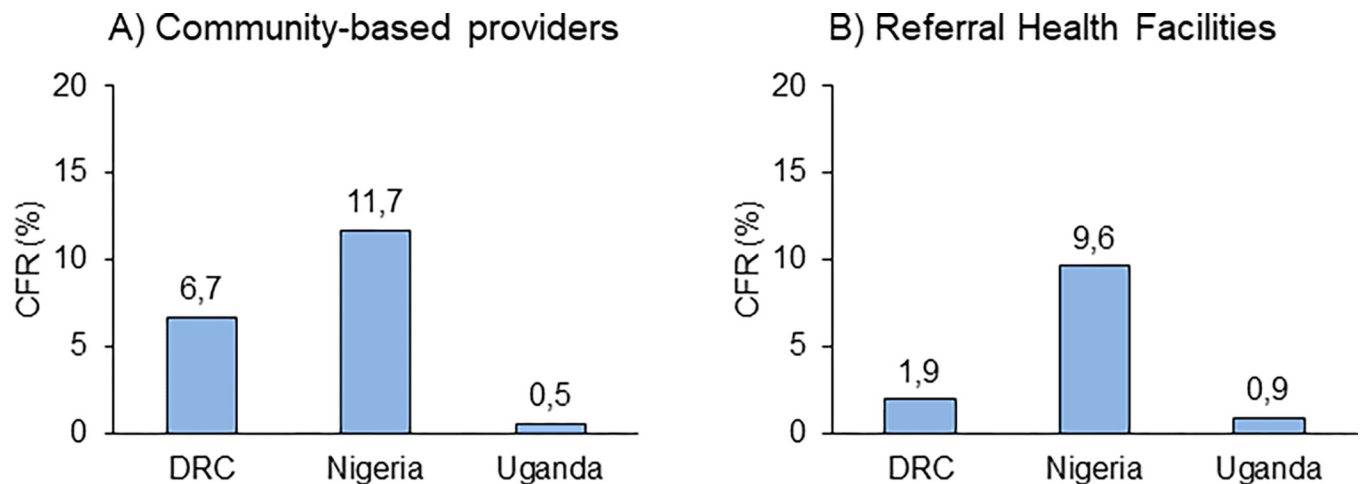 A) Community-based providers
CFR (%)
20
15
10
5
0
6,7
11,7
0,5
DRC Nigeria Uganda
B) Referral Health Facilities
CFR (%)
20
15
10
5
0
1,9
9,6
0,9
DRC Nigeria Uganda